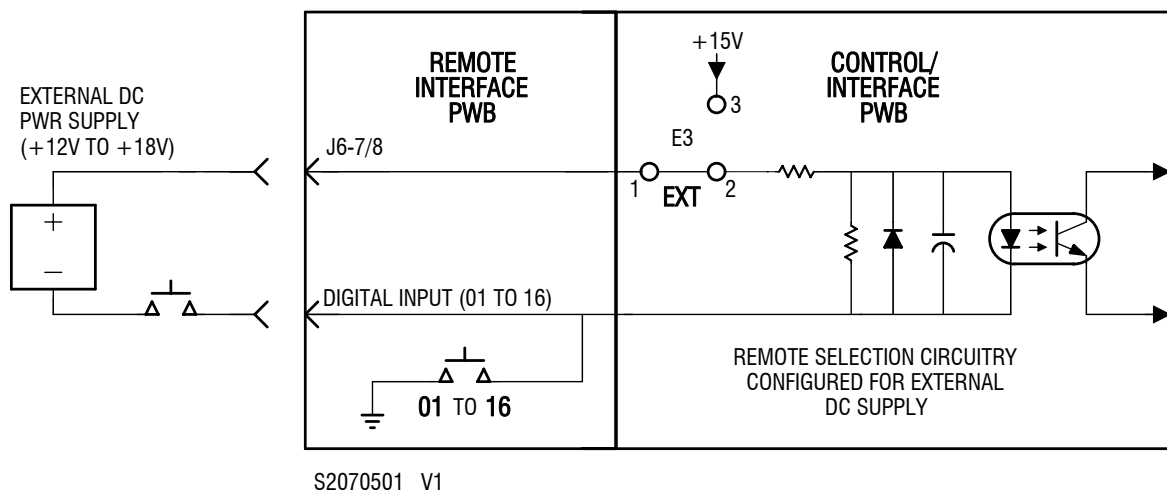 EXTERNAL DC
PWR SUPPLY
(+12V TO +18V)
+
–
REMOTE
INTERFACE
PWB
J6-7/8
DIGITAL INPUT (01 TO 16)
01 TO 16
+15V
3
E3
1
EXT
2
CONTROL/
INTERFACE
PWB
REMOTE SELECTION CIRCUITRY
CONFIGURED FOR EXTERNAL
DC SUPPLY
S2070501 V1